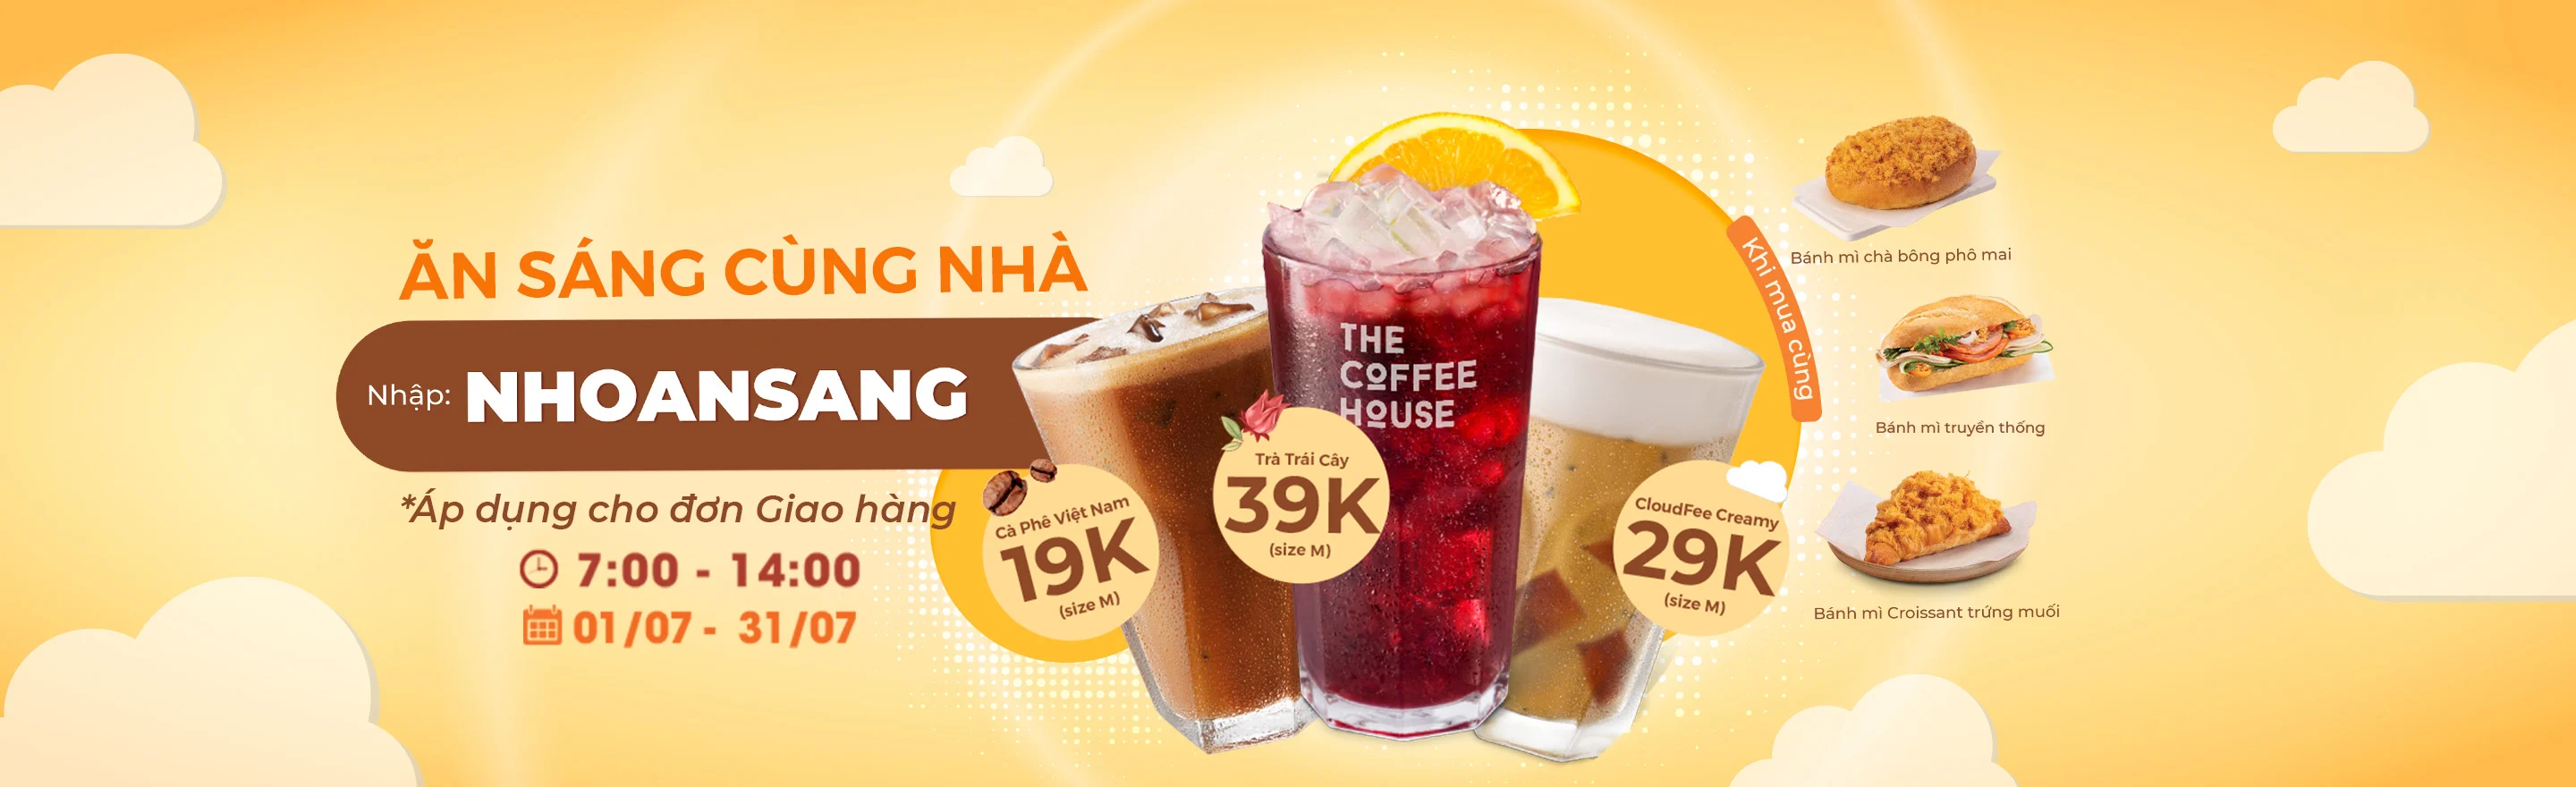 ĂN SÁNG CÙNG NHÀ
Nhập: NHOANSANG
*Áp dụng cho đơn Giao hàng
7:00 - 14:00
01/07 - 31/07
THE
COFFEE
HOUSE
Cà Phê Việt Nam
19K
(size M)
Trà Trái Cây
39K
(size M)
CloudFee Creamy
29K
(size M)
Khi mua cùng
Bánh mì chà bông phô mai
Bánh mì truyền thống
Bánh mì Croissant trứng muối